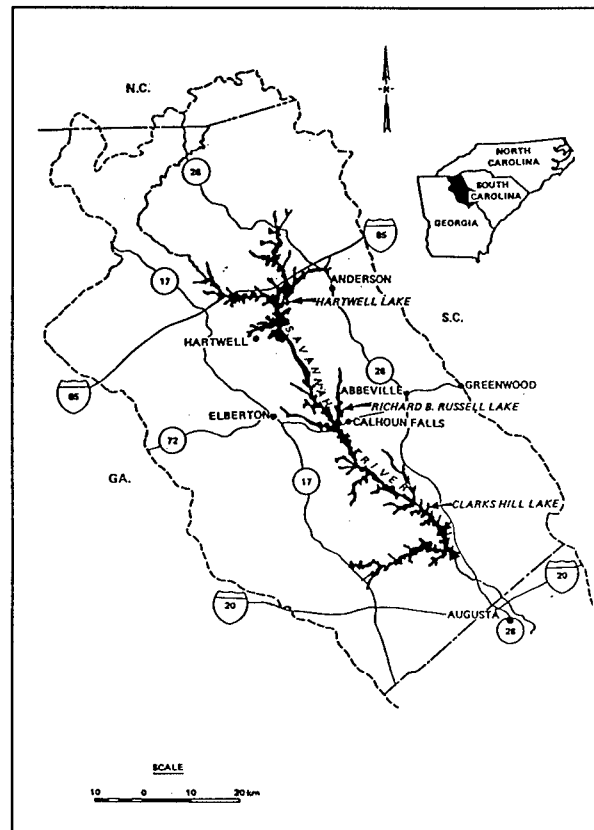 N.C.
N
28
NORTH
CAROLINA
SOUTH
CAROLINA
GEORGIA
85
17
ANDERSON
HARTWELL LAKE
S.C.
HARTWELL
SAVANNAH
28
85
ABBEVILLE
GREENWOOD
RICHARD B. RUSSELL LAKE
ELBERTON
CALHOUN FALLS
72
RIVER
GA.
17
CLARKS HILL LAKE
20
20
AUGUSTA
28
SCALE
10 0 10 20 km